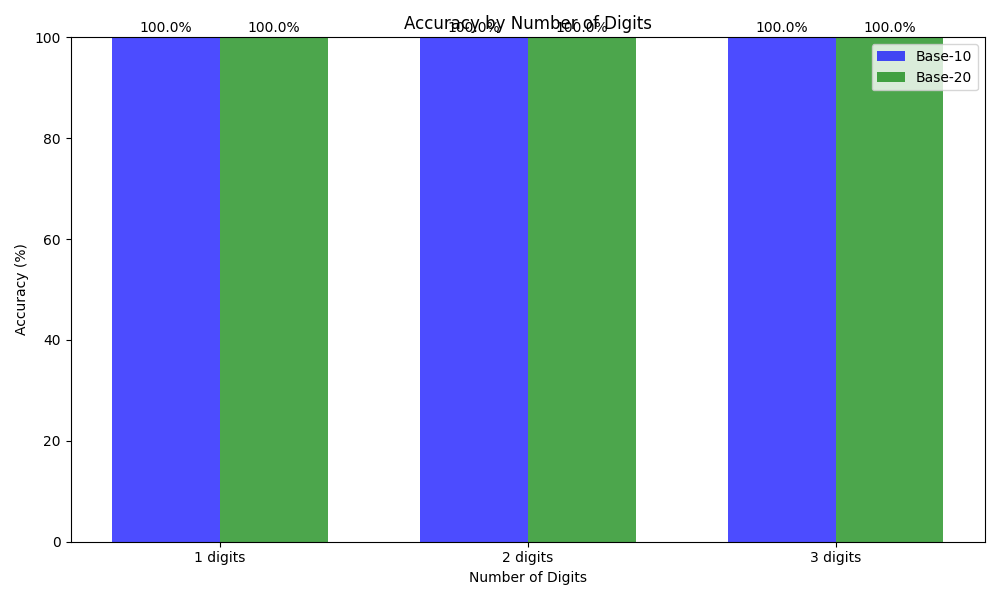 Accuracy by Number of Digits
100.0% 100.0% 100.0% 100.0% 100.0% 100.0%
Base-10
Base-20
100
80
60
40
20
0
Accuracy (%)
1 digits 2 digits 3 digits
Number of Digits